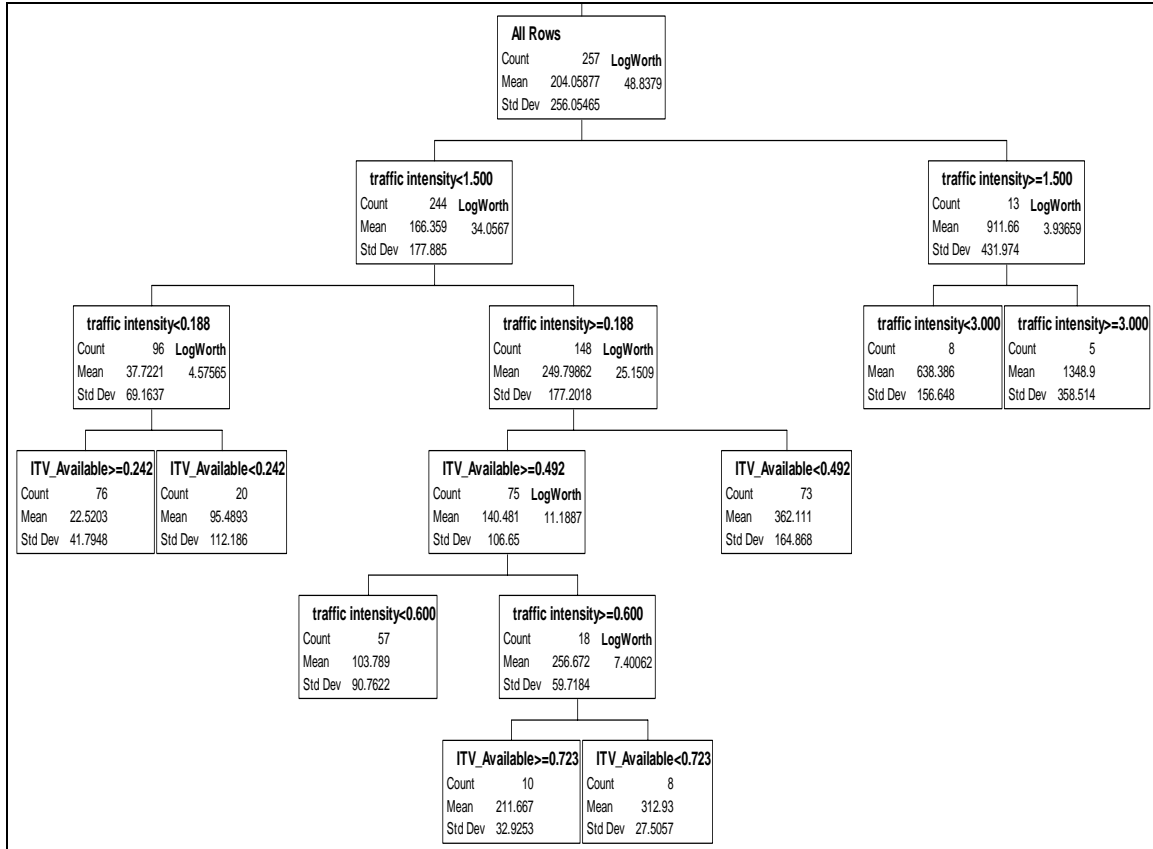 All Rows
Count 257 LogWorth
Mean 204.05877 48.8379
Std Dev 256.05465
traffic intensity<1.500
Count 244 LogWorth
Mean 166.359 34.0567
Std Dev 177.885
traffic intensity>=1.500
Count 13 LogWorth
Mean 911.66 3.93659
Std Dev 431.974
traffic intensity<0.188
Count 96 LogWorth
Mean 37.7221 4.57565
Std Dev 69.1637
traffic intensity>=0.188
Count 148 LogWorth
Mean 249.79862 25.1509
Std Dev 177.2018
traffic intensity<3.000
Count 8
Mean 638.386
Std Dev 156.648
traffic intensity>=3.000
Count 5
Mean 1348.9
Std Dev 358.514
ITV_Available>=0.242
Count 76
Mean 22.5203
Std Dev 41.7948
ITV_Available<0.242
Count 20
Mean 95.4893
Std Dev 112.186
ITV_Available>=0.492
Count 75 LogWorth
Mean 140.481 11.1887
Std Dev 106.65
ITV_Available<0.492
Count 73
Mean 362.111
Std Dev 164.868
traffic intensity<0.600
Count 57
Mean 103.789
Std Dev 90.7622
traffic intensity>=0.600
Count 18 LogWorth
Mean 256.672 7.40062
Std Dev 59.7184
ITV_Available>=0.723
Count 10
Mean 211.667
Std Dev 32.9253
ITV_Available<0.723
Count 8
Mean 312.93
Std Dev 27.5057